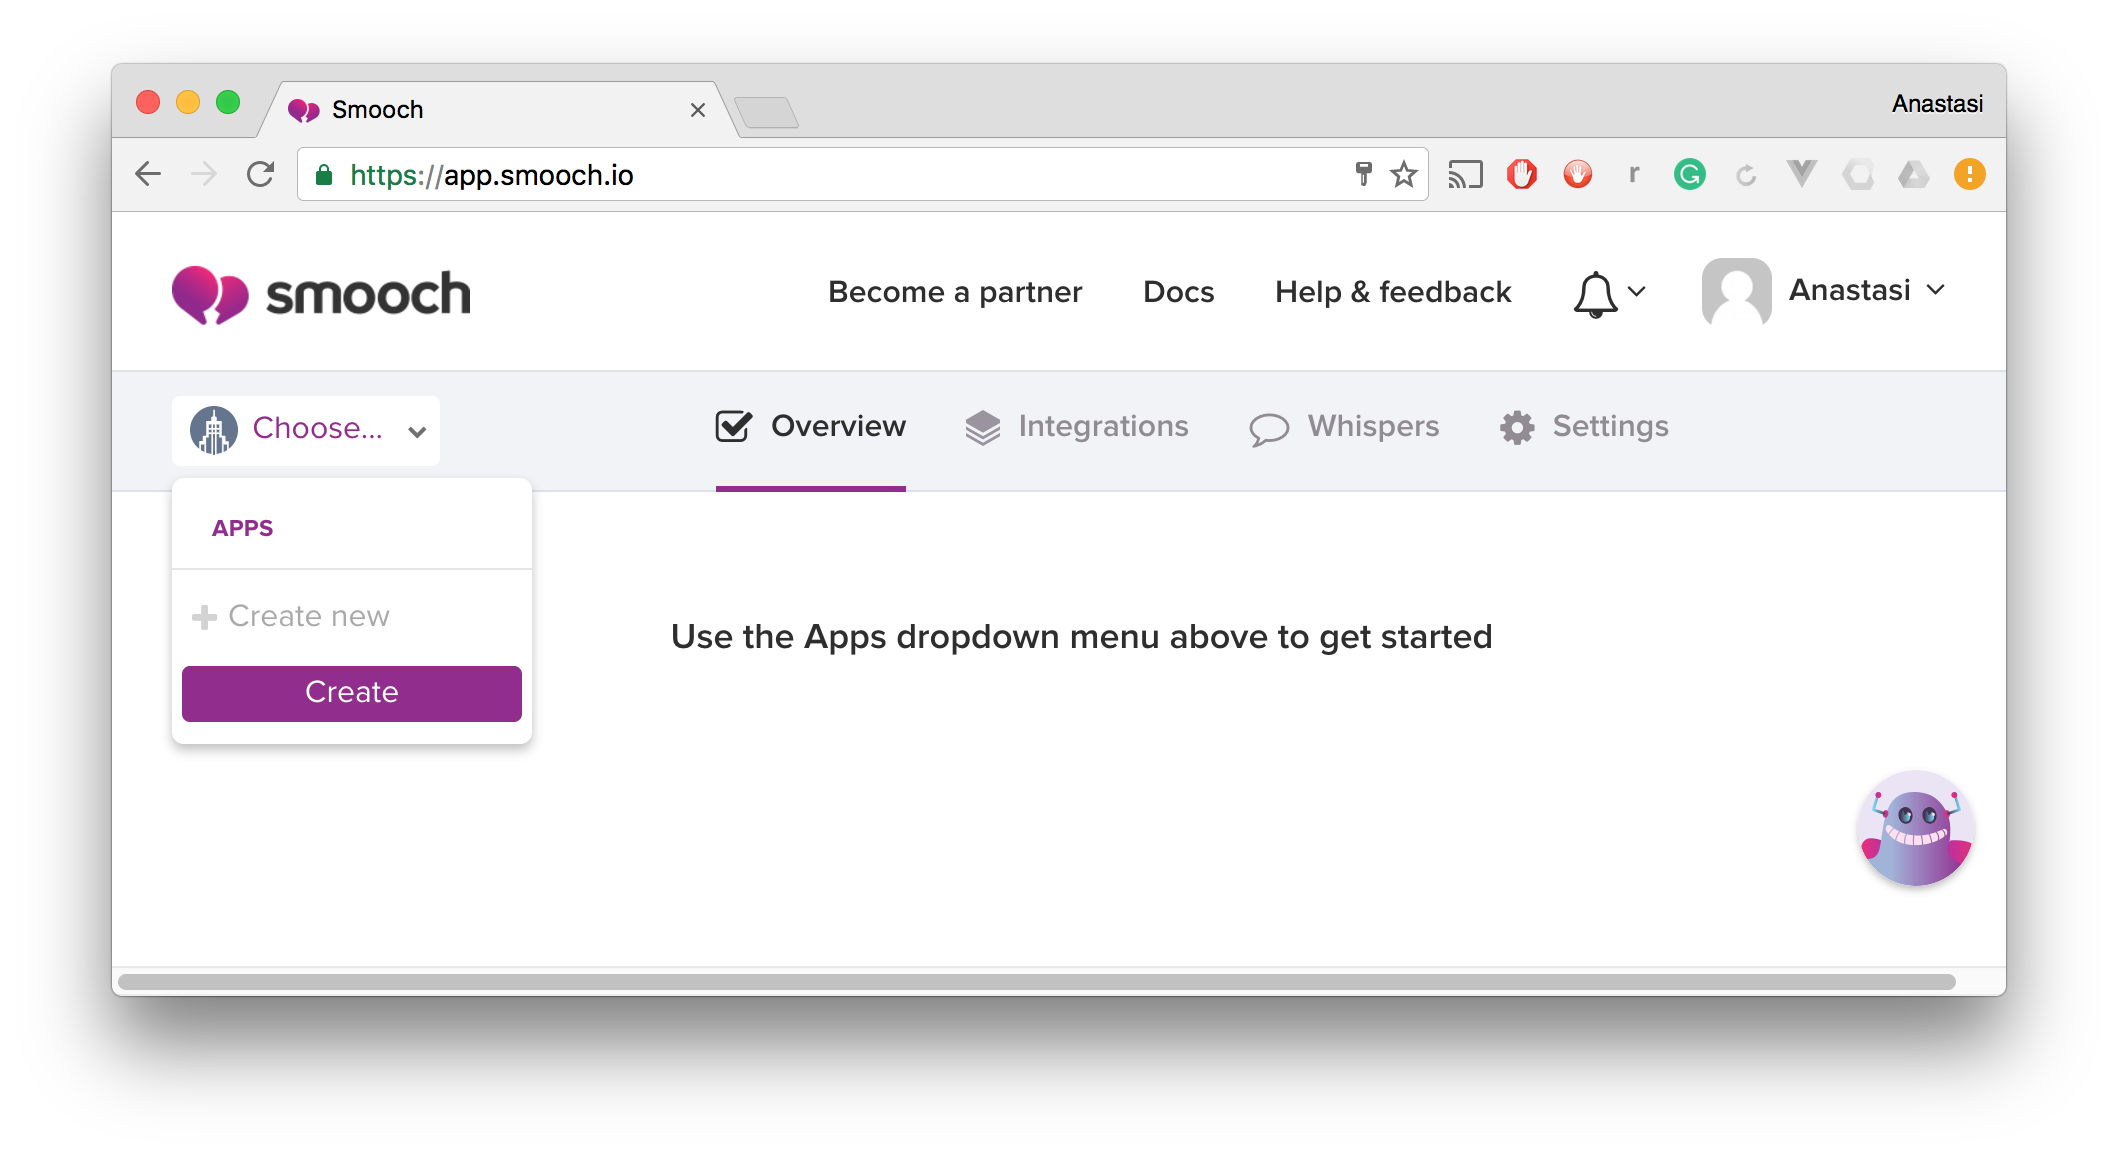 Smooch
Anastasi
https://app.smooch.io
r
smooch
Become a partner
Docs
Help & feedback
Anastasi
Choose...
Overview
Integrations
Whispers
Settings
APPS
Create new
Create
Use the Apps dropdown menu above to get started